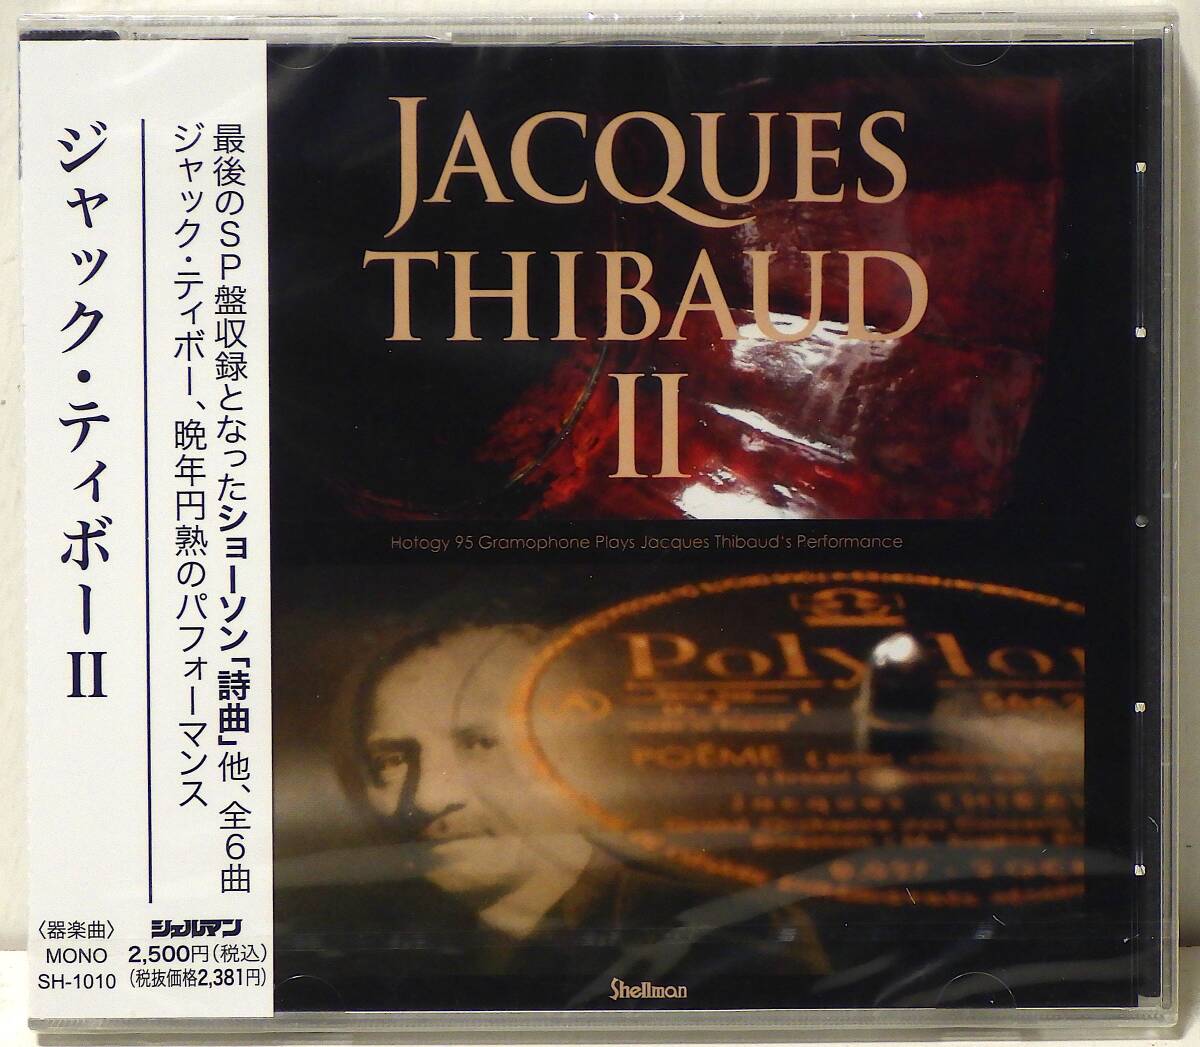 ジャック・ティボー II
最後のSP盤収録となったショーソン「詩曲」他、全6曲
ジャック・ティボー、晩年円熟のパフォーマンス
〈器楽曲〉
MONO
SH-1010
シェルマン
2,500円(税込)
(税抜価格2,381円)
JACQUES
THIBAUD
II
Hotogy 95 Gramophone Plays Jacques Thibaud's Performance
POÈME
JACQUES THIBA
Shellman